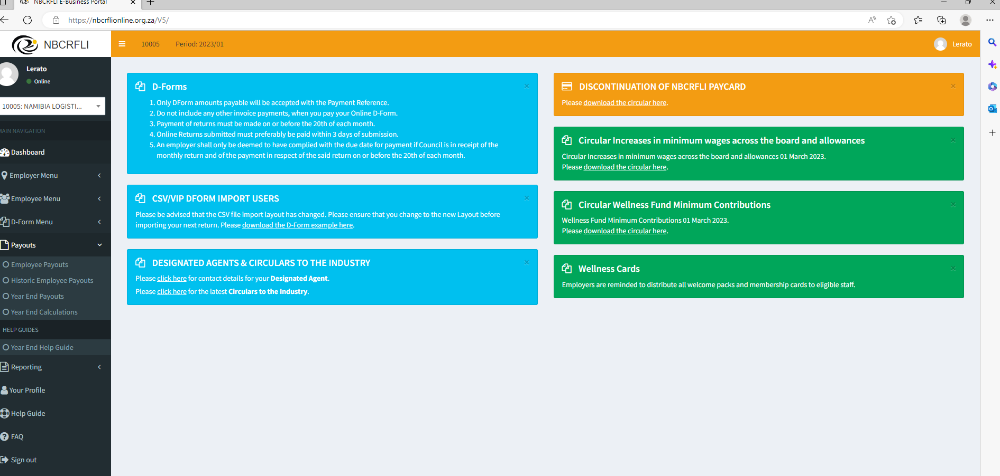 NBCRFLI E-Business Portal
https://nbcrflionline.org.za/V5/
NBCRFLI
10005 Period: 2023/01
Lerato
Lerato
Online
10005: NAMIBIA LOGISTI...
MAIN NAVIGATION
Dashboard
Employer Menu
Employee Menu
D-Form Menu
Payouts
Employee Payouts
Historic Employee Payouts
Year End Payouts
Year End Calculations
HELP GUIDES
Year End Help Guide
Reporting
Your Profile
Help Guide
FAQ
Sign out
D-Forms
1. Only DForm amounts payable will be accepted with the Payment Reference.
2. Do not include any other invoice payments, when you pay your Online D-Form.
3. Payment of returns must be made on or before the 20th of each month.
4. Online Returns submitted must preferably be paid within 3 days of submission.
5. An employer shall only be deemed to have complied with the due date for payment if Council is in receipt of the
monthly return and of the payment in respect of the said return on or before the 20th of each month.
CSV/VIP DFORM IMPORT USERS
Please be advised that the CSV file import layout has changed. Please ensure that you change to the new Layout before
importing your next return. Please download the D-Form example here.
DESIGNATED AGENTS & CIRCULARS TO THE INDUSTRY
Please click here for contact details for your Designated Agent.
Please click here for the latest Circulars to the Industry.
DISCONTINUATION OF NBCRFLI PAYCARD
Please download the circular here.
Circular Increases in minimum wages across the board and allowances
Circular Increases in minimum wages across the board and allowances 01 March 2023.
Please download the circular here.
Circular Wellness Fund Minimum Contributions
Wellness Fund Minimum Contributions 01 March 2023.
Please download the circular here.
Wellness Cards
Employers are reminded to distribute all welcome packs and membership cards to eligible staff.